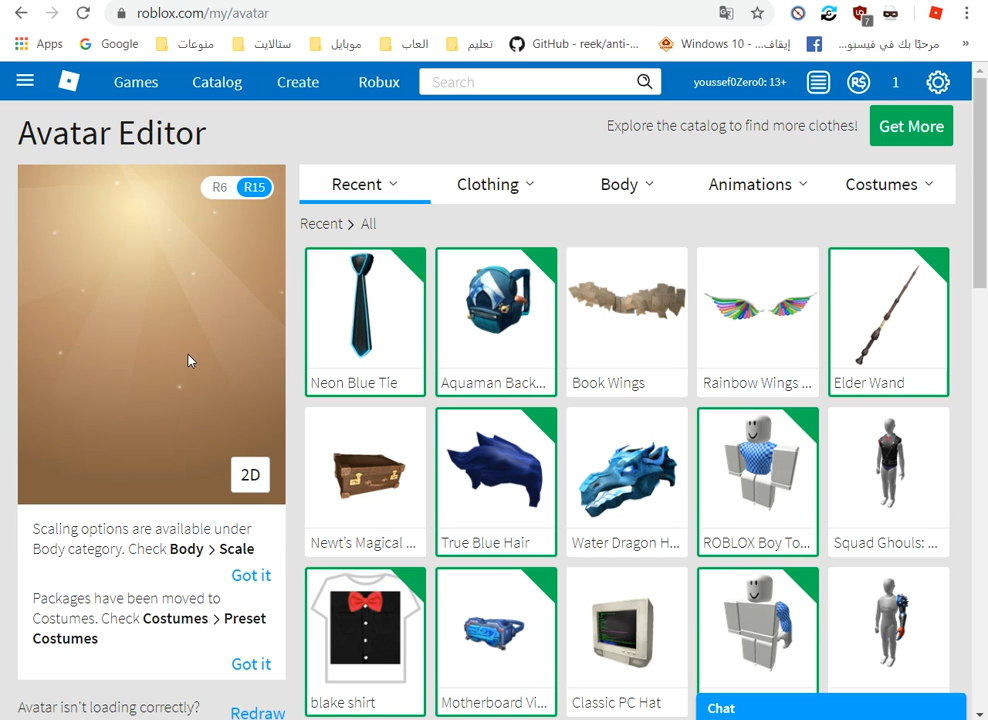 roblox.com/my/avatar
7
Apps
Google
منوعات
ستالايت
موبايل
العاب
تعليم
GitHub - reek/anti-...
Windows 10 - إيقاف...
مرحبًا بك في فيسبو...
»
Games
Catalog
Create
Robux
Search
youssef0Zero0: 13+
R$
1
Avatar Editor
Explore the catalog to find more clothes!
Get More
R6
R15
Recent
Clothing
Body
Animations
Costumes
Recent > All
Neon Blue Tie
Aquaman Back...
Book Wings
Rainbow Wings ...
Elder Wand
2D
Scaling options are available under
Body category. Check Body > Scale
Got it
Packages have been moved to
Costumes. Check Costumes > Preset
Costumes
Got it
Newt's Magical ...
True Blue Hair
Water Dragon H...
ROBLOX Boy To...
Squad Ghouls: ...
blake shirt
Motherboard Vi...
Classic PC Hat
Avatar isn't loading correctly?
Redraw
Chat